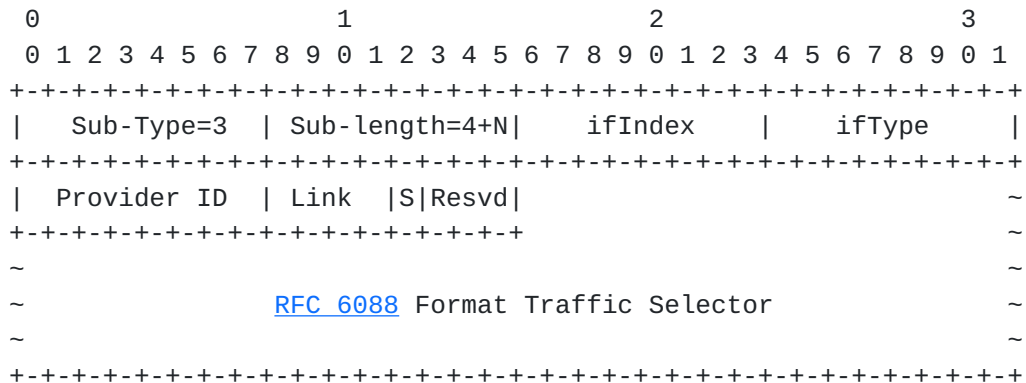 0                   1                   2                   3
 0 1 2 3 4 5 6 7 8 9 0 1 2 3 4 5 6 7 8 9 0 1 2 3 4 5 6 7 8 9 0 1
+-+-+-+-+-+-+-+-+-+-+-+-+-+-+-+-+-+-+-+-+-+-+-+-+-+-+-+-+-+-+-+-+
|   Sub-Type=3  | Sub-length=4+N|    ifIndex    |    ifType     |
+-+-+-+-+-+-+-+-+-+-+-+-+-+-+-+-+-+-+-+-+-+-+-+-+-+-+-+-+-+-+-+-+
|  Provider ID  | Link  |S|Resvd|                               ~
+-+-+-+-+-+-+-+-+-+-+-+-+-+-+-+-+                               ~
~                                                               ~
~                RFC 6088 Format Traffic Selector               ~
~                                                               ~
+-+-+-+-+-+-+-+-+-+-+-+-+-+-+-+-+-+-+-+-+-+-+-+-+-+-+-+-+-+-+-+-+